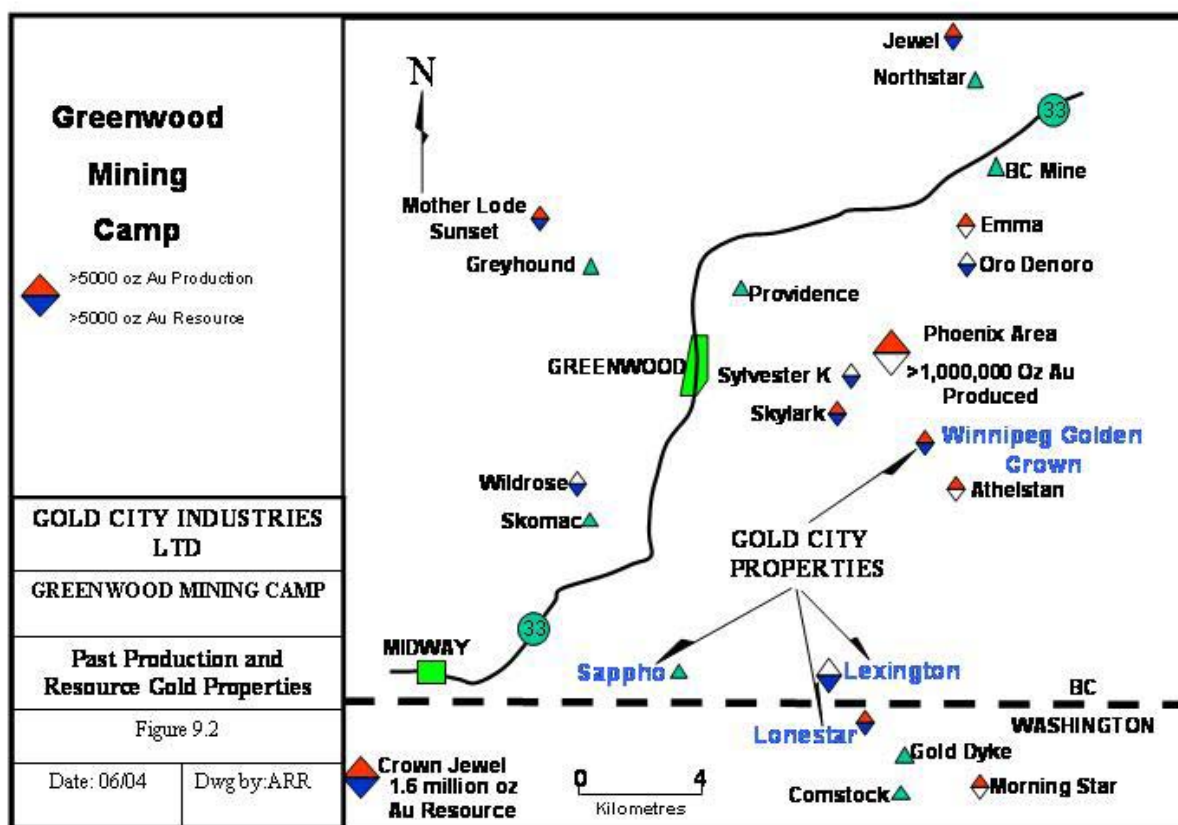 Greenwood
Mining
Camp
>5000 oz Au Production
>5000 oz Au Resource
GOLD CITY INDUSTRIES
LTD
GREENWOOD MINING CAMP
Past Production and
Resource Gold Properties
Figure 9.2
Date: 06/04
Dwg by:ARR
N
Jewel
Northstar
33
BC Mine
Mother Lode
Sunset
Emma
Greyhound
Oro Denoro
Providence
Phoenix Area
>1,000,000 Oz Au
Produced
GREENWOOD
Sylvester K
Skylark
Winnipeg Golden
Crown
Wildrose
Athelstan
Skomac
GOLD CITY
PROPERTIES
33
MIDWAY
Sappho
Lexington
BC
WASHINGTON
Lonestar
Gold Dyke
Crown Jewel
1.6 million oz
Au Resource
0 4
Kilometres
Comstock
Morning Star